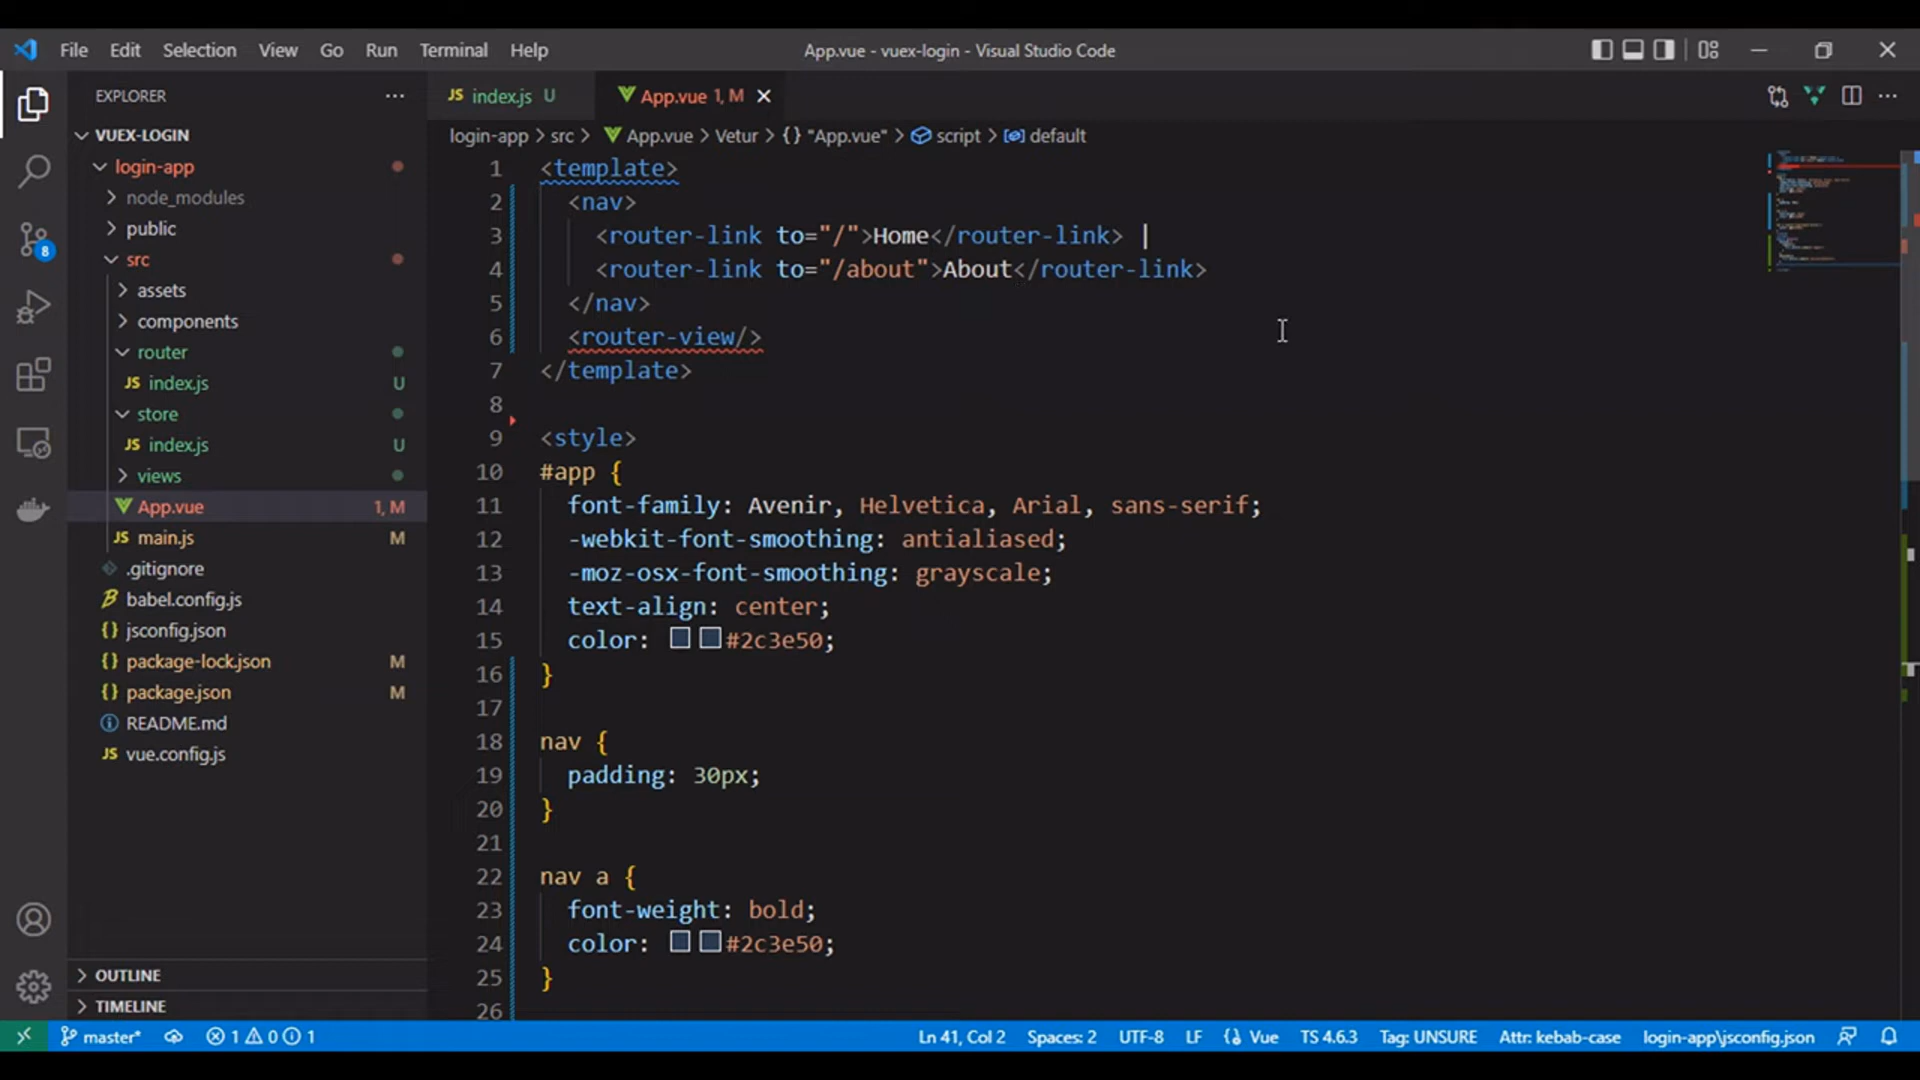 File Edit Selection View Go Run Terminal Help
App.vue - vuex-login - Visual Studio Code
EXPLORER
VUEX-LOGIN
login-app
node_modules
public
src
assets
components
router
JS index.js U
store
JS index.js U
views
App.vue 1, M
JS main.js M
.gitignore
babel.config.js
{} jsconfig.json
{} package-lock.json M
{} package.json M
README.md
JS vue.config.js
OUTLINE
TIMELINE
8
JS index.js U
App.vue 1, M
login-app > src > App.vue > Vetur > {} "App.vue" > script > default
1 <template>
2 <nav>
3 <router-link to="/">Home</router-link> |
4 <router-link to="/about">About</router-link>
5 </nav>
6 <router-view/>
7 </template>
8
9 <style>
10 #app {
11 font-family: Avenir, Helvetica, Arial, sans-serif;
12 -webkit-font-smoothing: antialiased;
13 -moz-osx-font-smoothing: grayscale;
14 text-align: center;
15 color: #2c3e50;
16 }
17
18 nav {
19 padding: 30px;
20 }
21
22 nav a {
23 font-weight: bold;
24 color: #2c3e50;
25 }
26
master* 1 0 1 Ln 41, Col 2 Spaces: 2 UTF-8 LF {} Vue TS 4.6.3 Tag: UNSURE Attr: kebab-case login-app\jsconfig.json